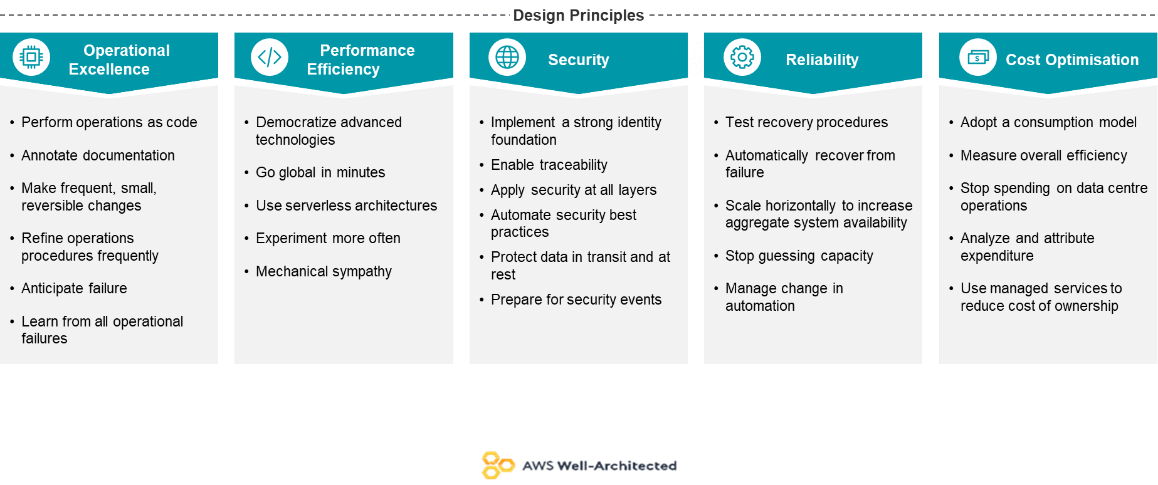 Design Principles
Operational
Excellence
• Perform operations as code
• Annotate documentation
• Make frequent, small,
reversible changes
• Refine operations
procedures frequently
• Anticipate failure
• Learn from all operational
failures
Performance
Efficiency
• Democratize advanced
technologies
• Go global in minutes
• Use serverless architectures
• Experiment more often
• Mechanical sympathy
Security
• Implement a strong identity
foundation
• Enable traceability
• Apply security at all layers
• Automate security best
practices
• Protect data in transit and at
rest
• Prepare for security events
Reliability
• Test recovery procedures
• Automatically recover from
failure
• Scale horizontally to increase
aggregate system availability
• Stop guessing capacity
• Manage change in
automation
Cost Optimisation
• Adopt a consumption model
• Measure overall efficiency
• Stop spending on data centre
operations
• Analyze and attribute
expenditure
• Use managed services to
reduce cost of ownership
AWS Well-Architected